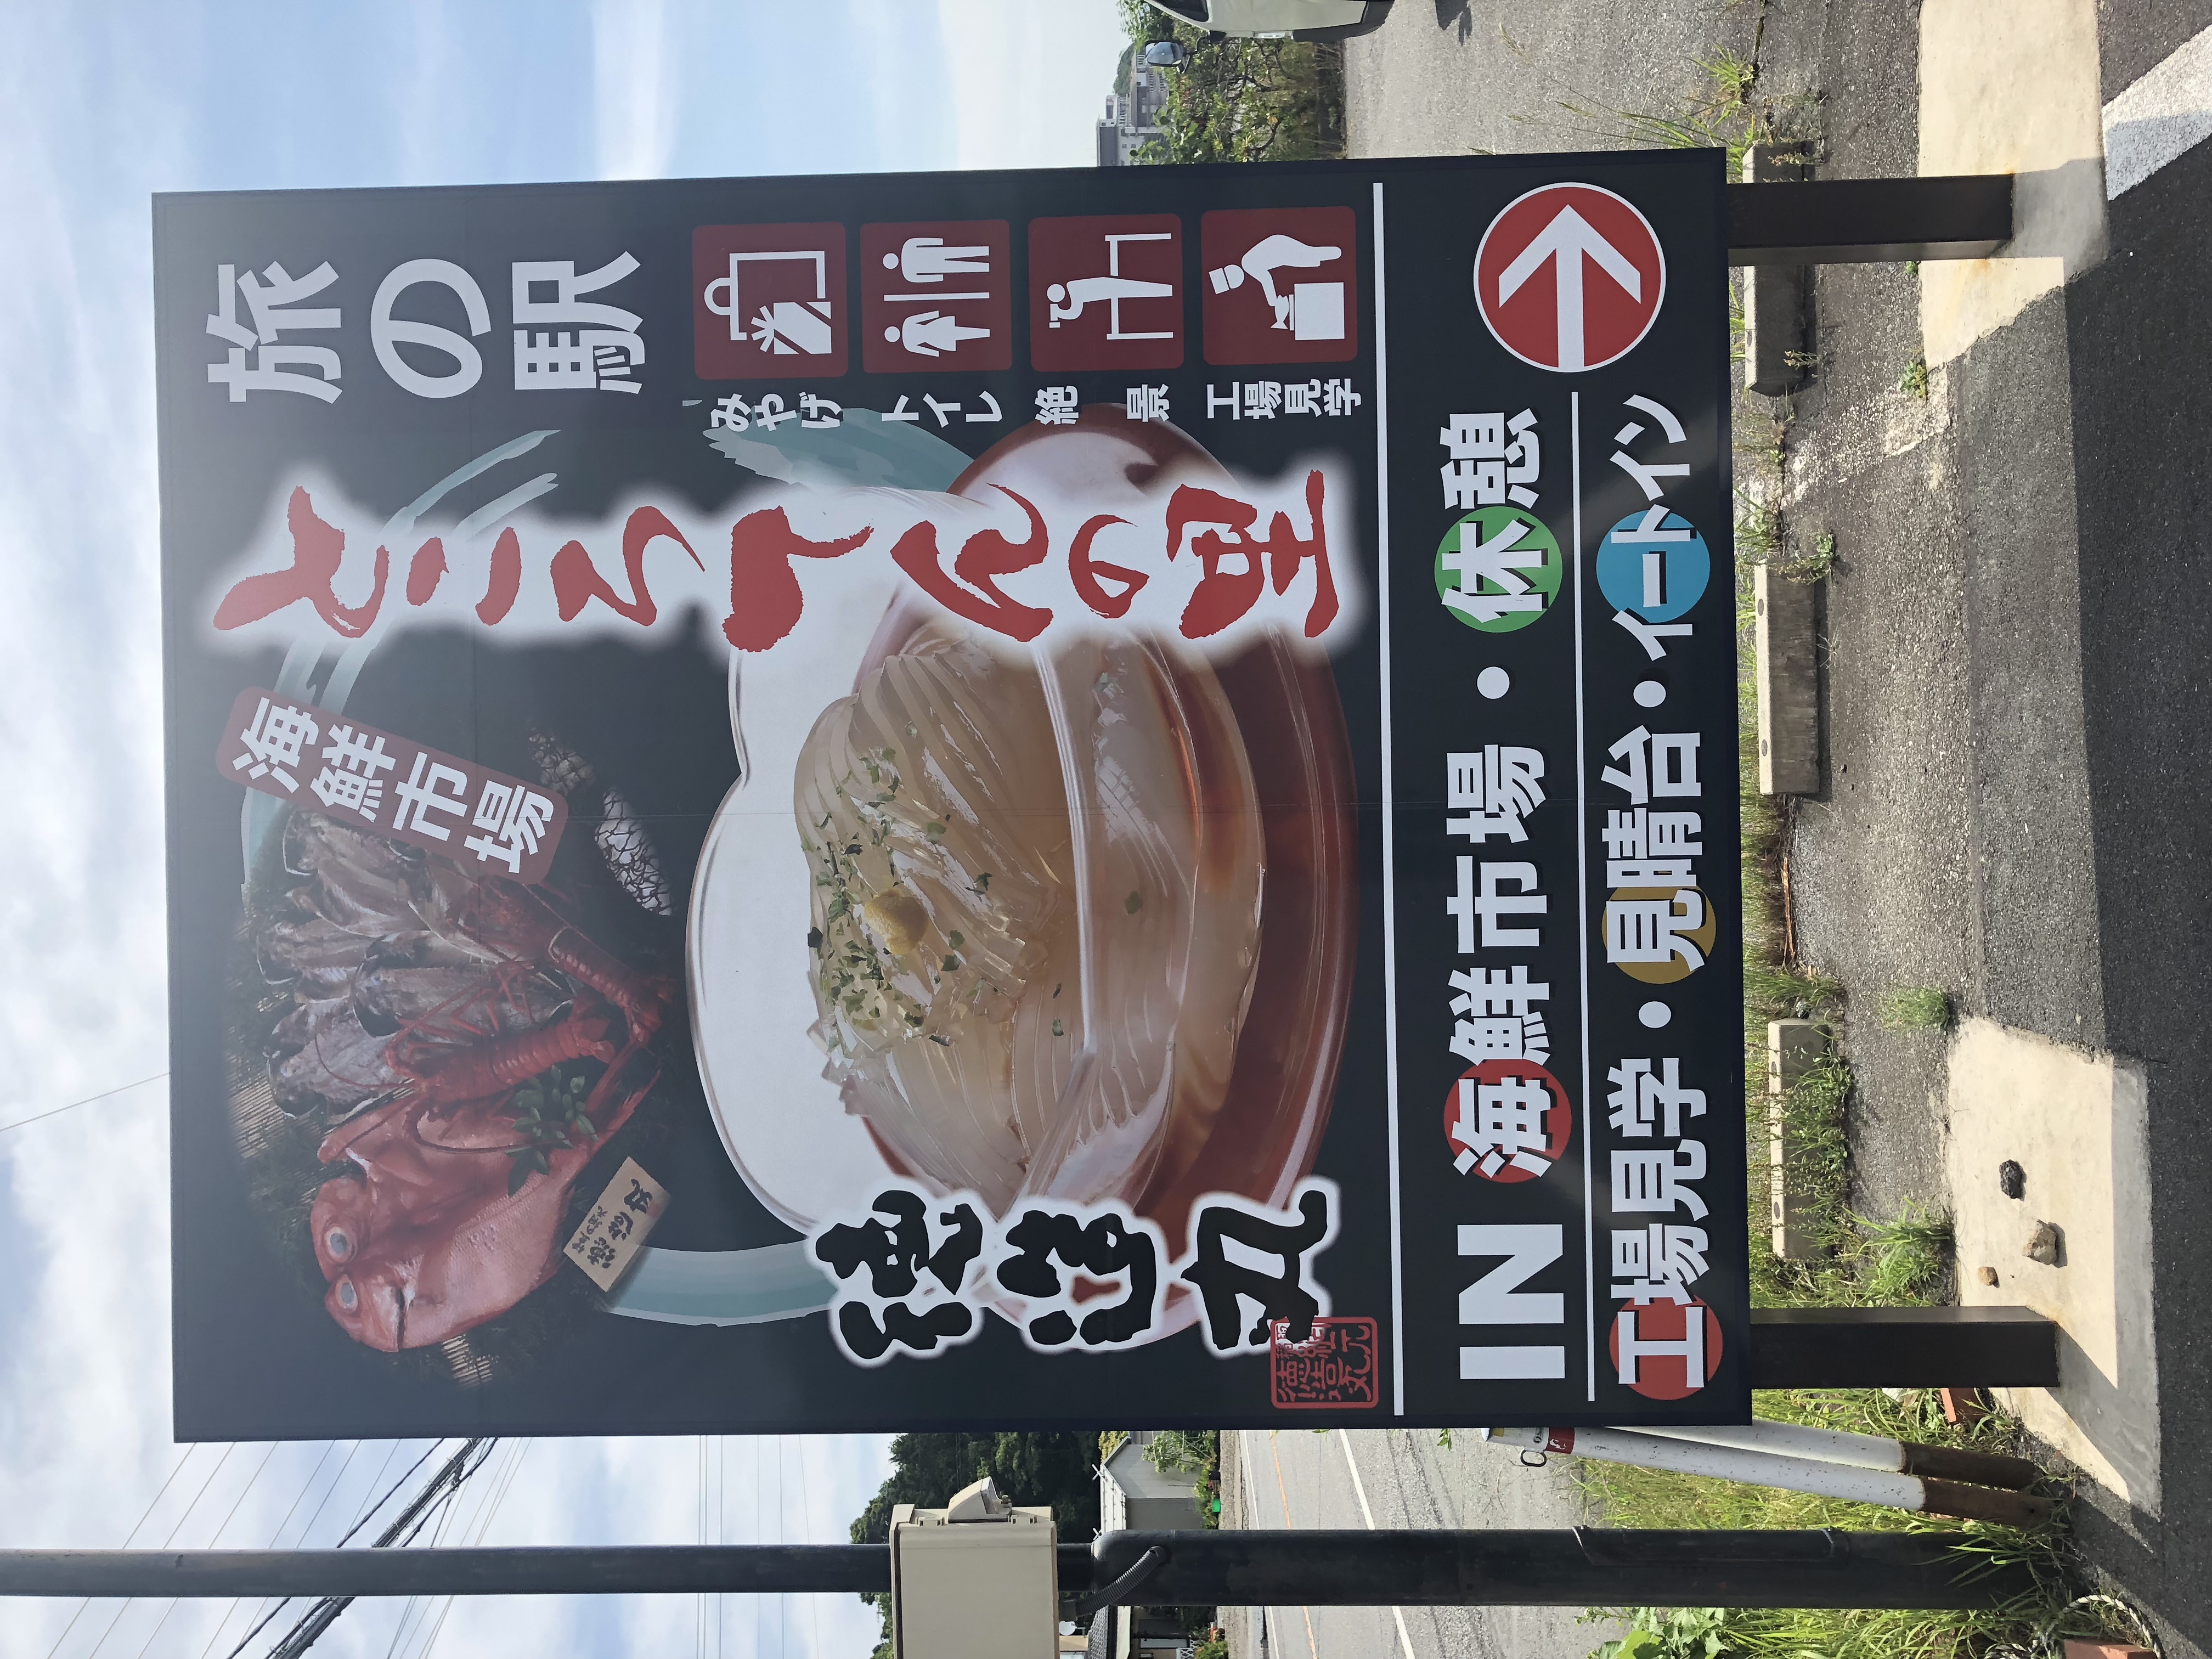 旅の駅
ところてんの里
海鮮市場
みやげ
トイレ
絶景
工場見学
徳造丸
IN 海鮮市場・休憩
工場見学・見晴台・イートイン